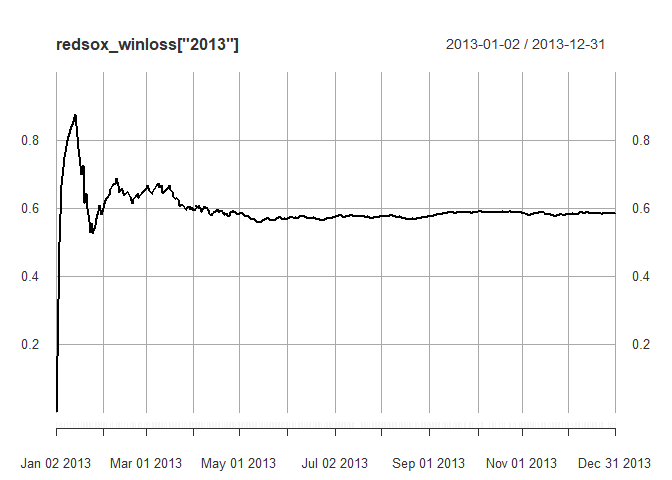 redsox_winloss["2013"] 2013-01-02 / 2013-12-31
0.8 0.8
0.6 0.6
0.4 0.4
0.2 0.2
Jan 02 2013 Mar 01 2013 May 01 2013 Jul 02 2013 Sep 01 2013 Nov 01 2013 Dec 31 2013